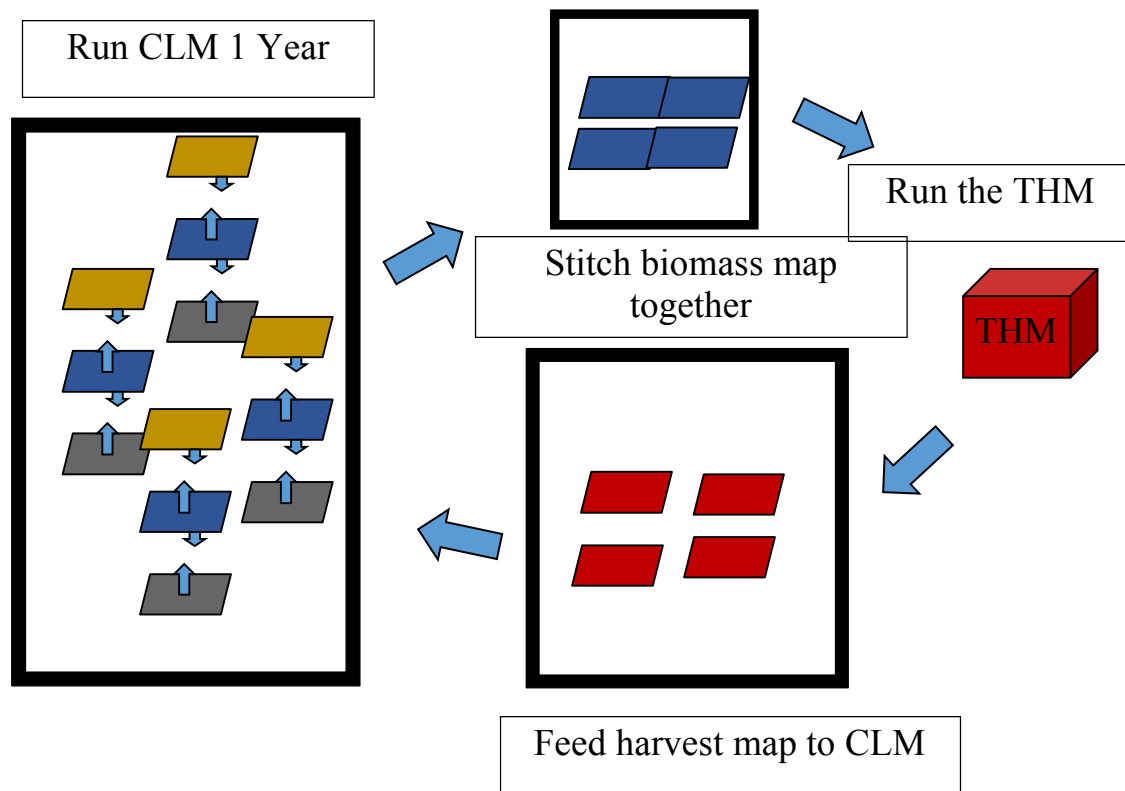 Run CLM 1 Year
Stitch biomass map
together
Run the THM
THM
Feed harvest map to CLM